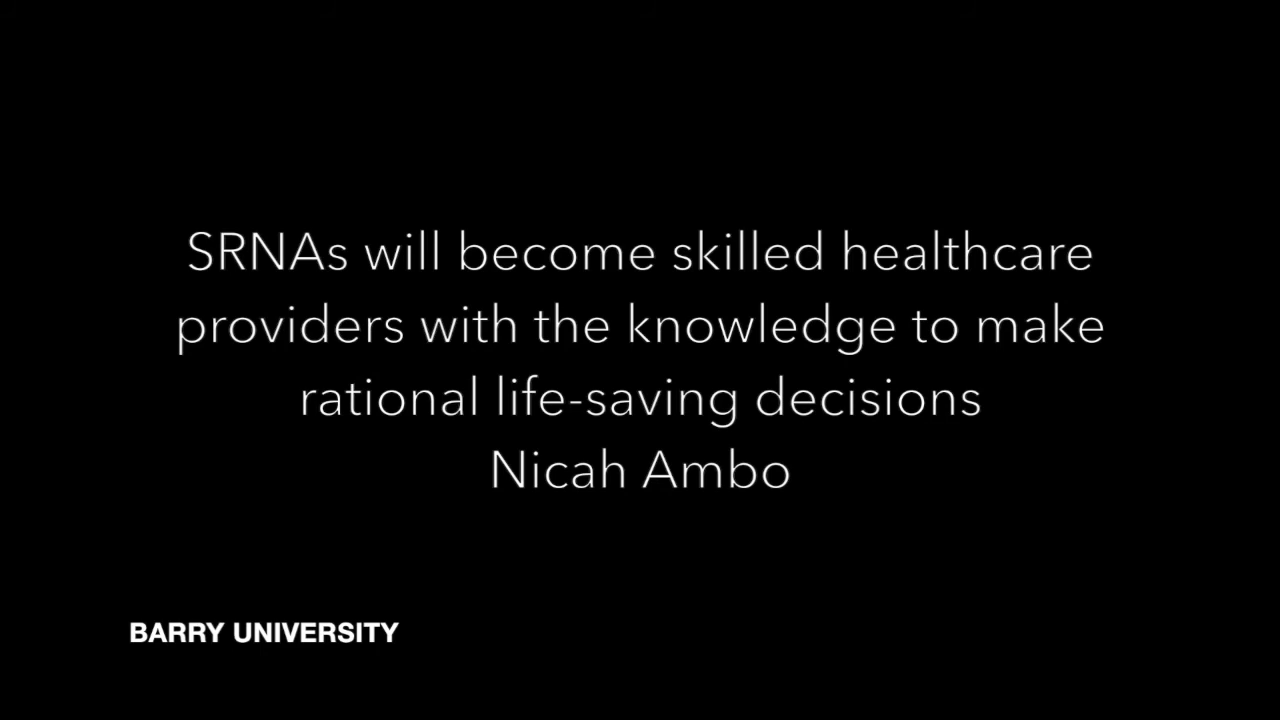 SRNAs will become skilled healthcare
providers with the knowledge to make
rational life-saving decisions
Nicah Ambo
BARRY UNIVERSITY